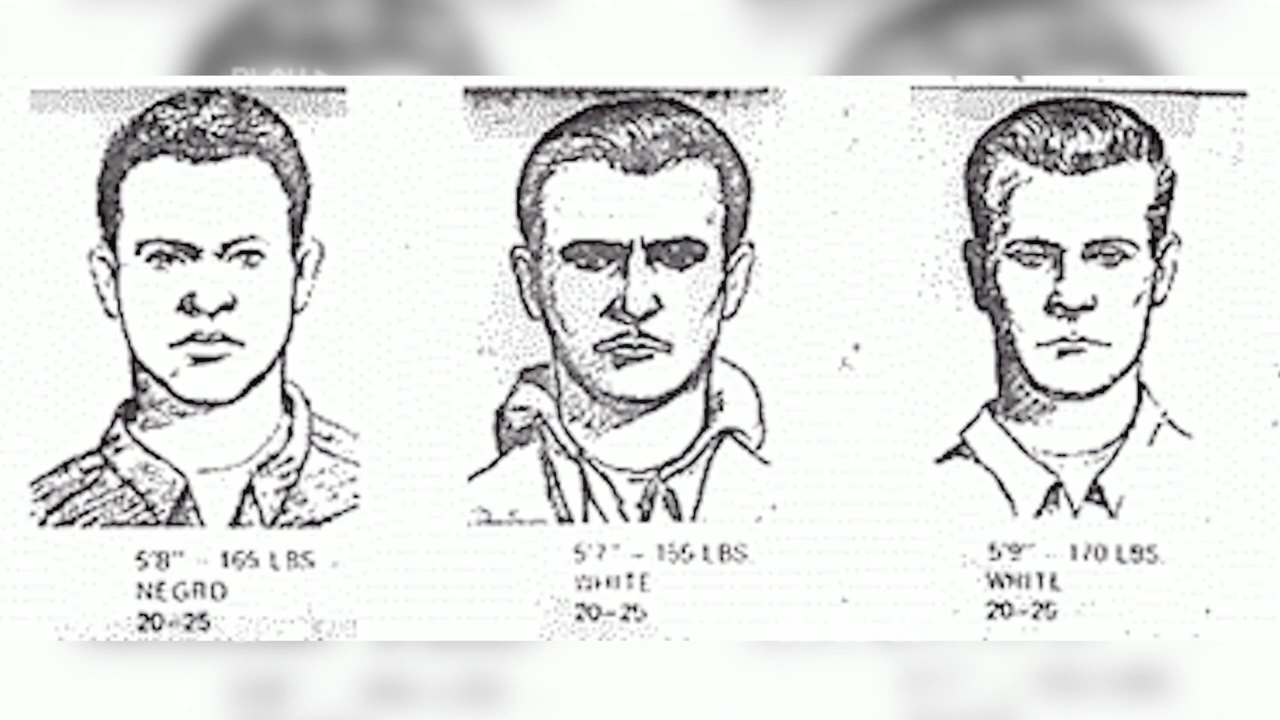 5'8" - 165 LBS.
NEGRO
20-25
5'7" - 155 LBS.
WHITE
20-25
5'9" - 170 LBS.
WHITE
20-25